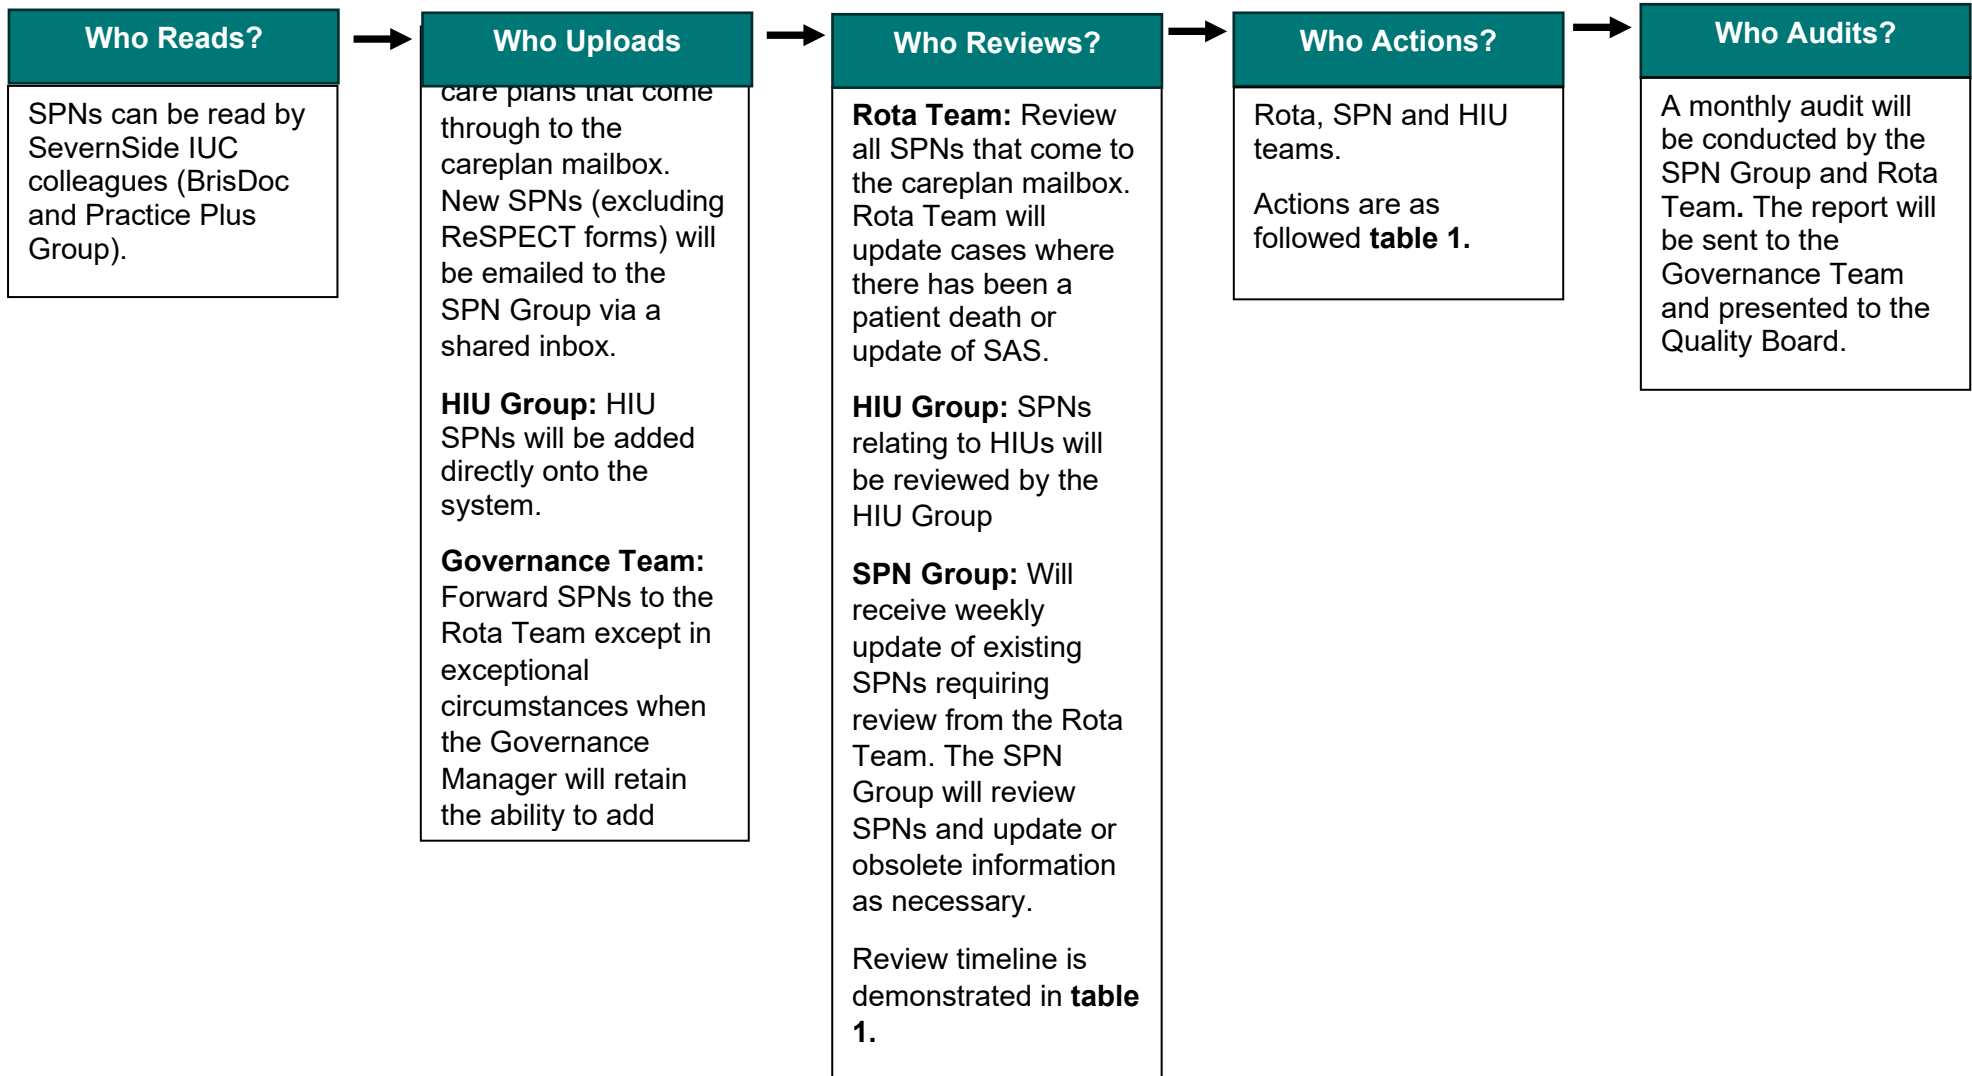 Who Reads?
SPNs can be read by
SevernSide IUC
colleagues (BrisDoc
and Practice Plus
Group).
Who Uploads
care plans that come
through to the
careplan mailbox.
New SPNs (excluding
ReSPECT forms) will
be emailed to the
SPN Group via a
shared inbox.
HIU Group: HIU
SPNs will be added
directly onto the
system.
Governance Team:
Forward SPNs to the
Rota Team except in
exceptional
circumstances when
the Governance
Manager will retain
the ability to add
Who Reviews?
Rota Team: Review
all SPNs that come to
the careplan mailbox.
Rota Team will
update cases where
there has been a
patient death or
update of SAS.
HIU Group: SPNs
relating to HIUs will
be reviewed by the
HIU Group
SPN Group: Will
receive weekly
update of existing
SPNs requiring
review from the Rota
Team. The SPN
Group will review
SPNs and update or
obsolete information
as necessary.
Review timeline is
demonstrated in table
1.
Who Actions?
Rota, SPN and HIU
teams.
Actions are as
followed table 1.
Who Audits?
A monthly audit will
be conducted by the
SPN Group and Rota
Team. The report will
be sent to the
Governance Team
and presented to the
Quality Board.